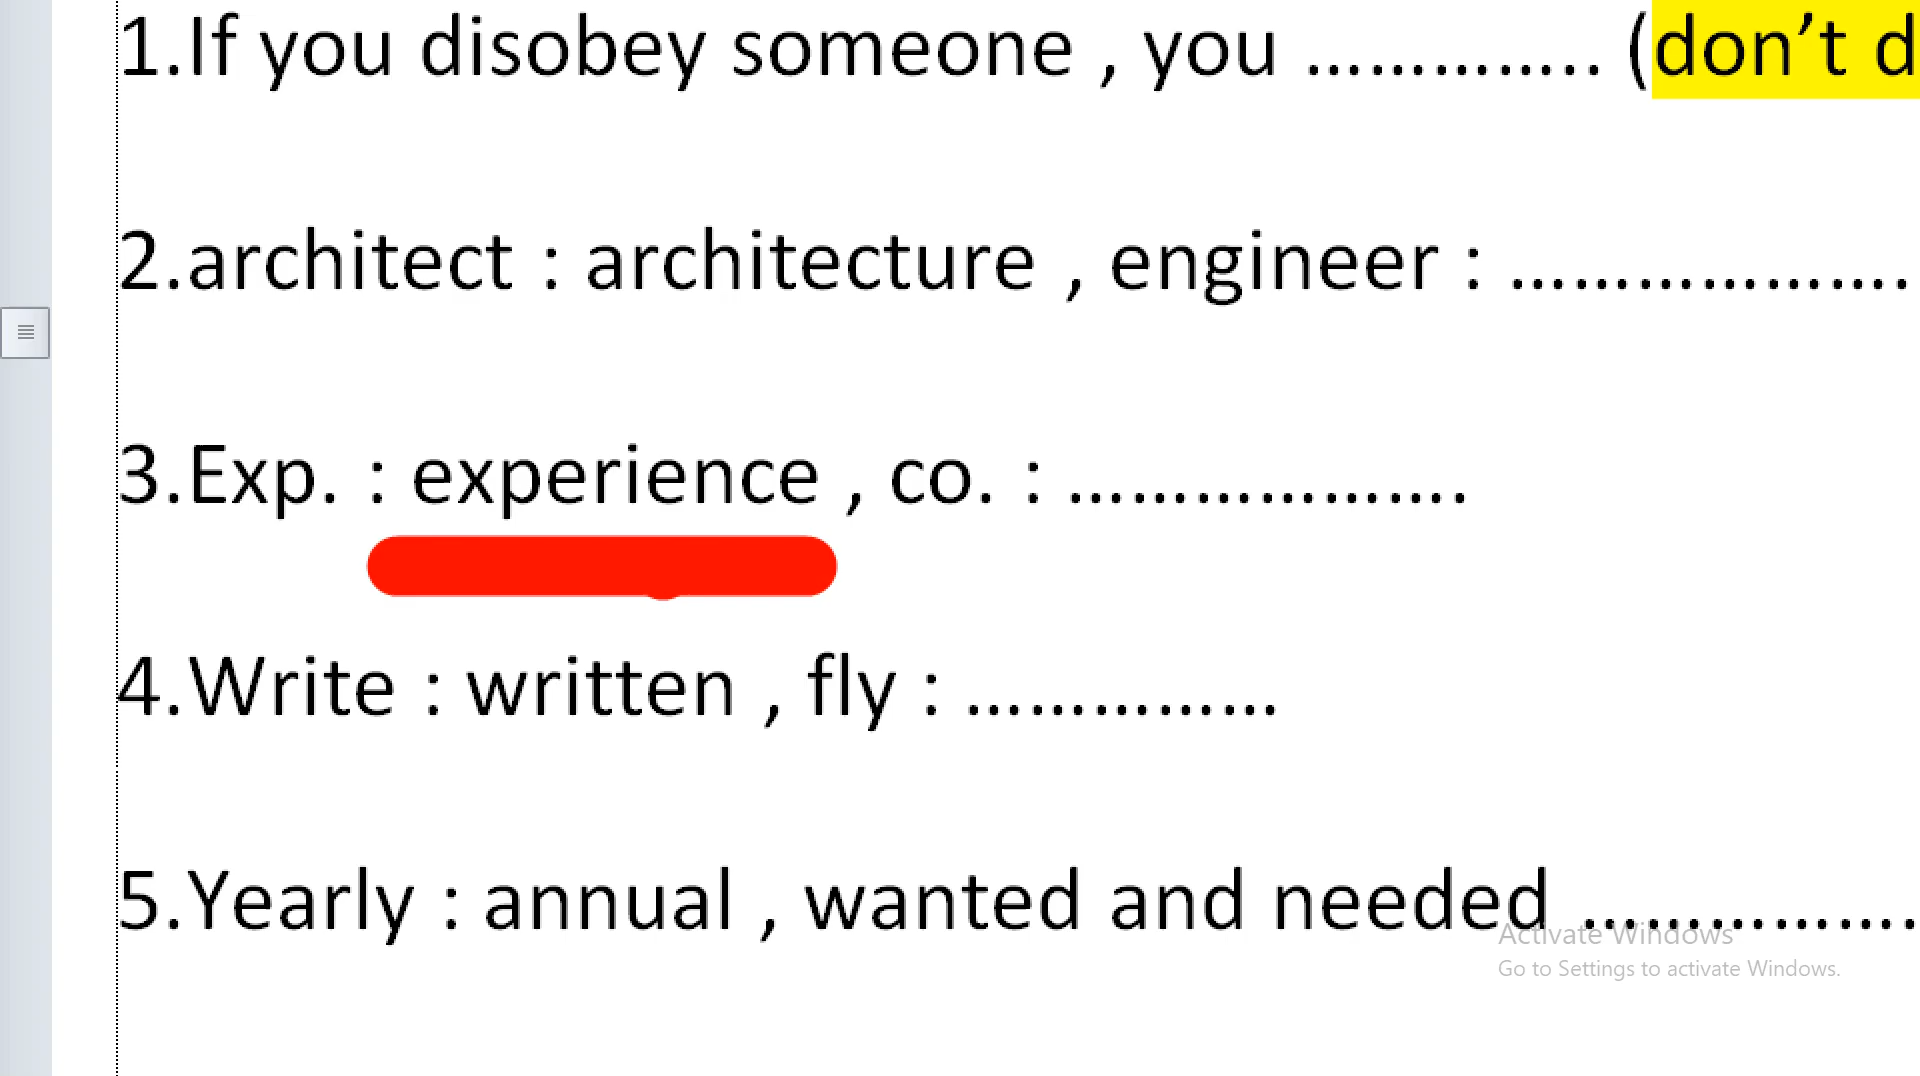 1.If you disobey someone , you ………….. (don’t d
2.architect : architecture , engineer : ……………….
3.Exp. : experience , co. : ……………….
4.Write : written , fly : ……………
5.Yearly : annual , wanted and needed …………….
Activate Windows
Go to Settings to activate Windows.